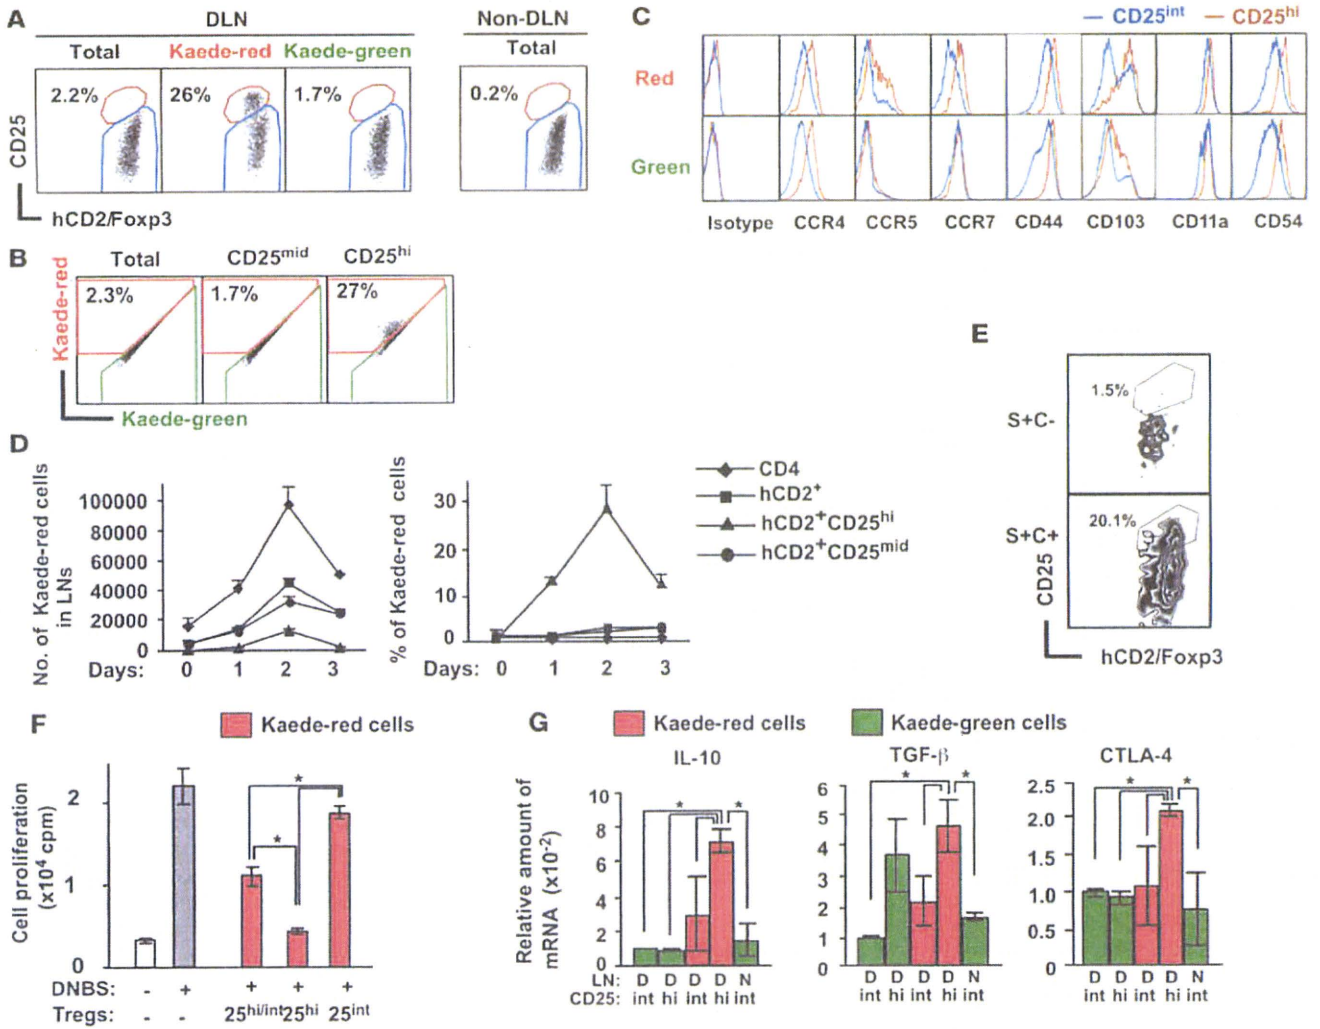 A
DLN
Non-DLN
Total Kaede-red Kaede-green
Total
2.2% 26% 1.7% 0.2%
CD25
hCD2/Foxp3
B
Total CD25mid CD25hi
2.3% 1.7% 27%
Kaede-red
Kaede-green
C
CD25int CD25hi
Red
Green
Isotype CCR4 CCR5 CCR7 CD44 CD103 CD11a CD54
D
No. of Kaede-red cells in LNs
100000
80000
60000
40000
20000
0
Days: 0 1 2 3
% of Kaede-red cells
30
20
10
0
Days: 0 1 2 3
CD4
hCD2+
hCD2+CD25hi
hCD2+CD25mid
E
S+C-
1.5%
S+C+
20.1%
CD25
hCD2/Foxp3
F
Kaede-red cells
Cell proliferation
(x10⁴ cpm)
2
1
0
*
*
DNBS: - + + + +
Tregs: - - 25hi/int 25hi 25int
G
Kaede-red cells Kaede-green cells
Relative amount of
mRNA (x10-2)
IL-10
10
8
6
4
2
0
* *
LN: D D D D N
CD25: int hi int hi int
TGF-β
6
5
4
3
2
1
0
* *
D D D D N
int hi int hi int
CTLA-4
2.5
2.0
1.5
1.0
0.5
0
* *
D D D D N
int hi int hi int